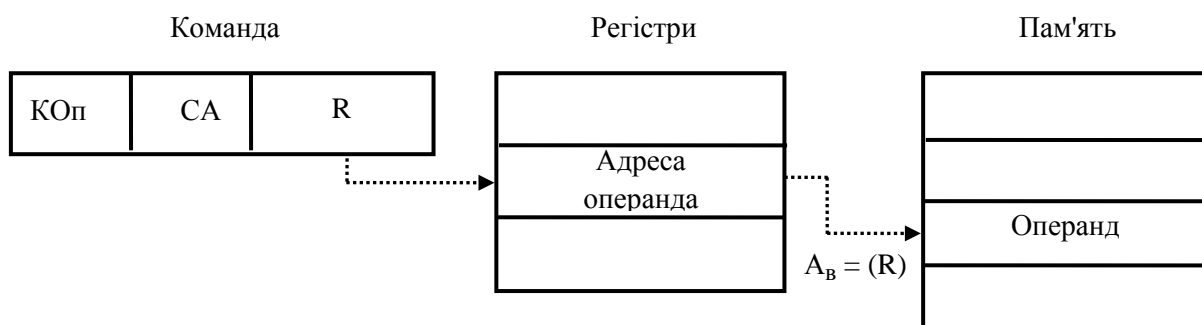 Команда
Регістри
Пам'ять
КОп
СА
R
Адреса
операнда
Операнд
Aв = (R)